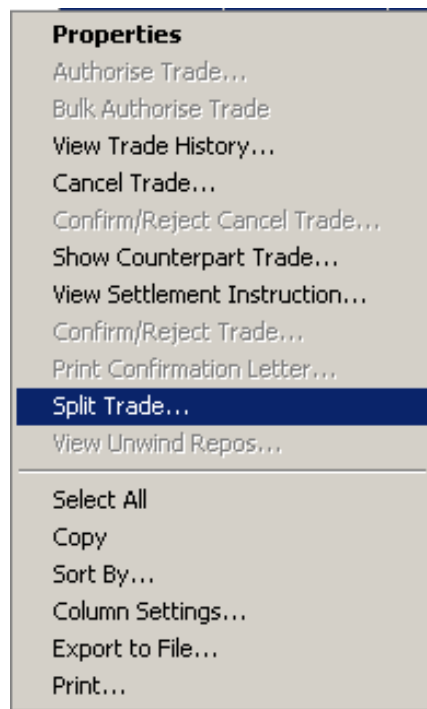 Properties
Authorise Trade...
Bulk Authorise Trade
View Trade History...
Cancel Trade...
Confirm/Reject Cancel Trade...
Show Counterpart Trade...
View Settlement Instruction...
Confirm/Reject Trade...
Print Confirmation Letter...
Split Trade...
View Unwind Repos...
Select All
Copy
Sort By...
Column Settings...
Export to File...
Print...